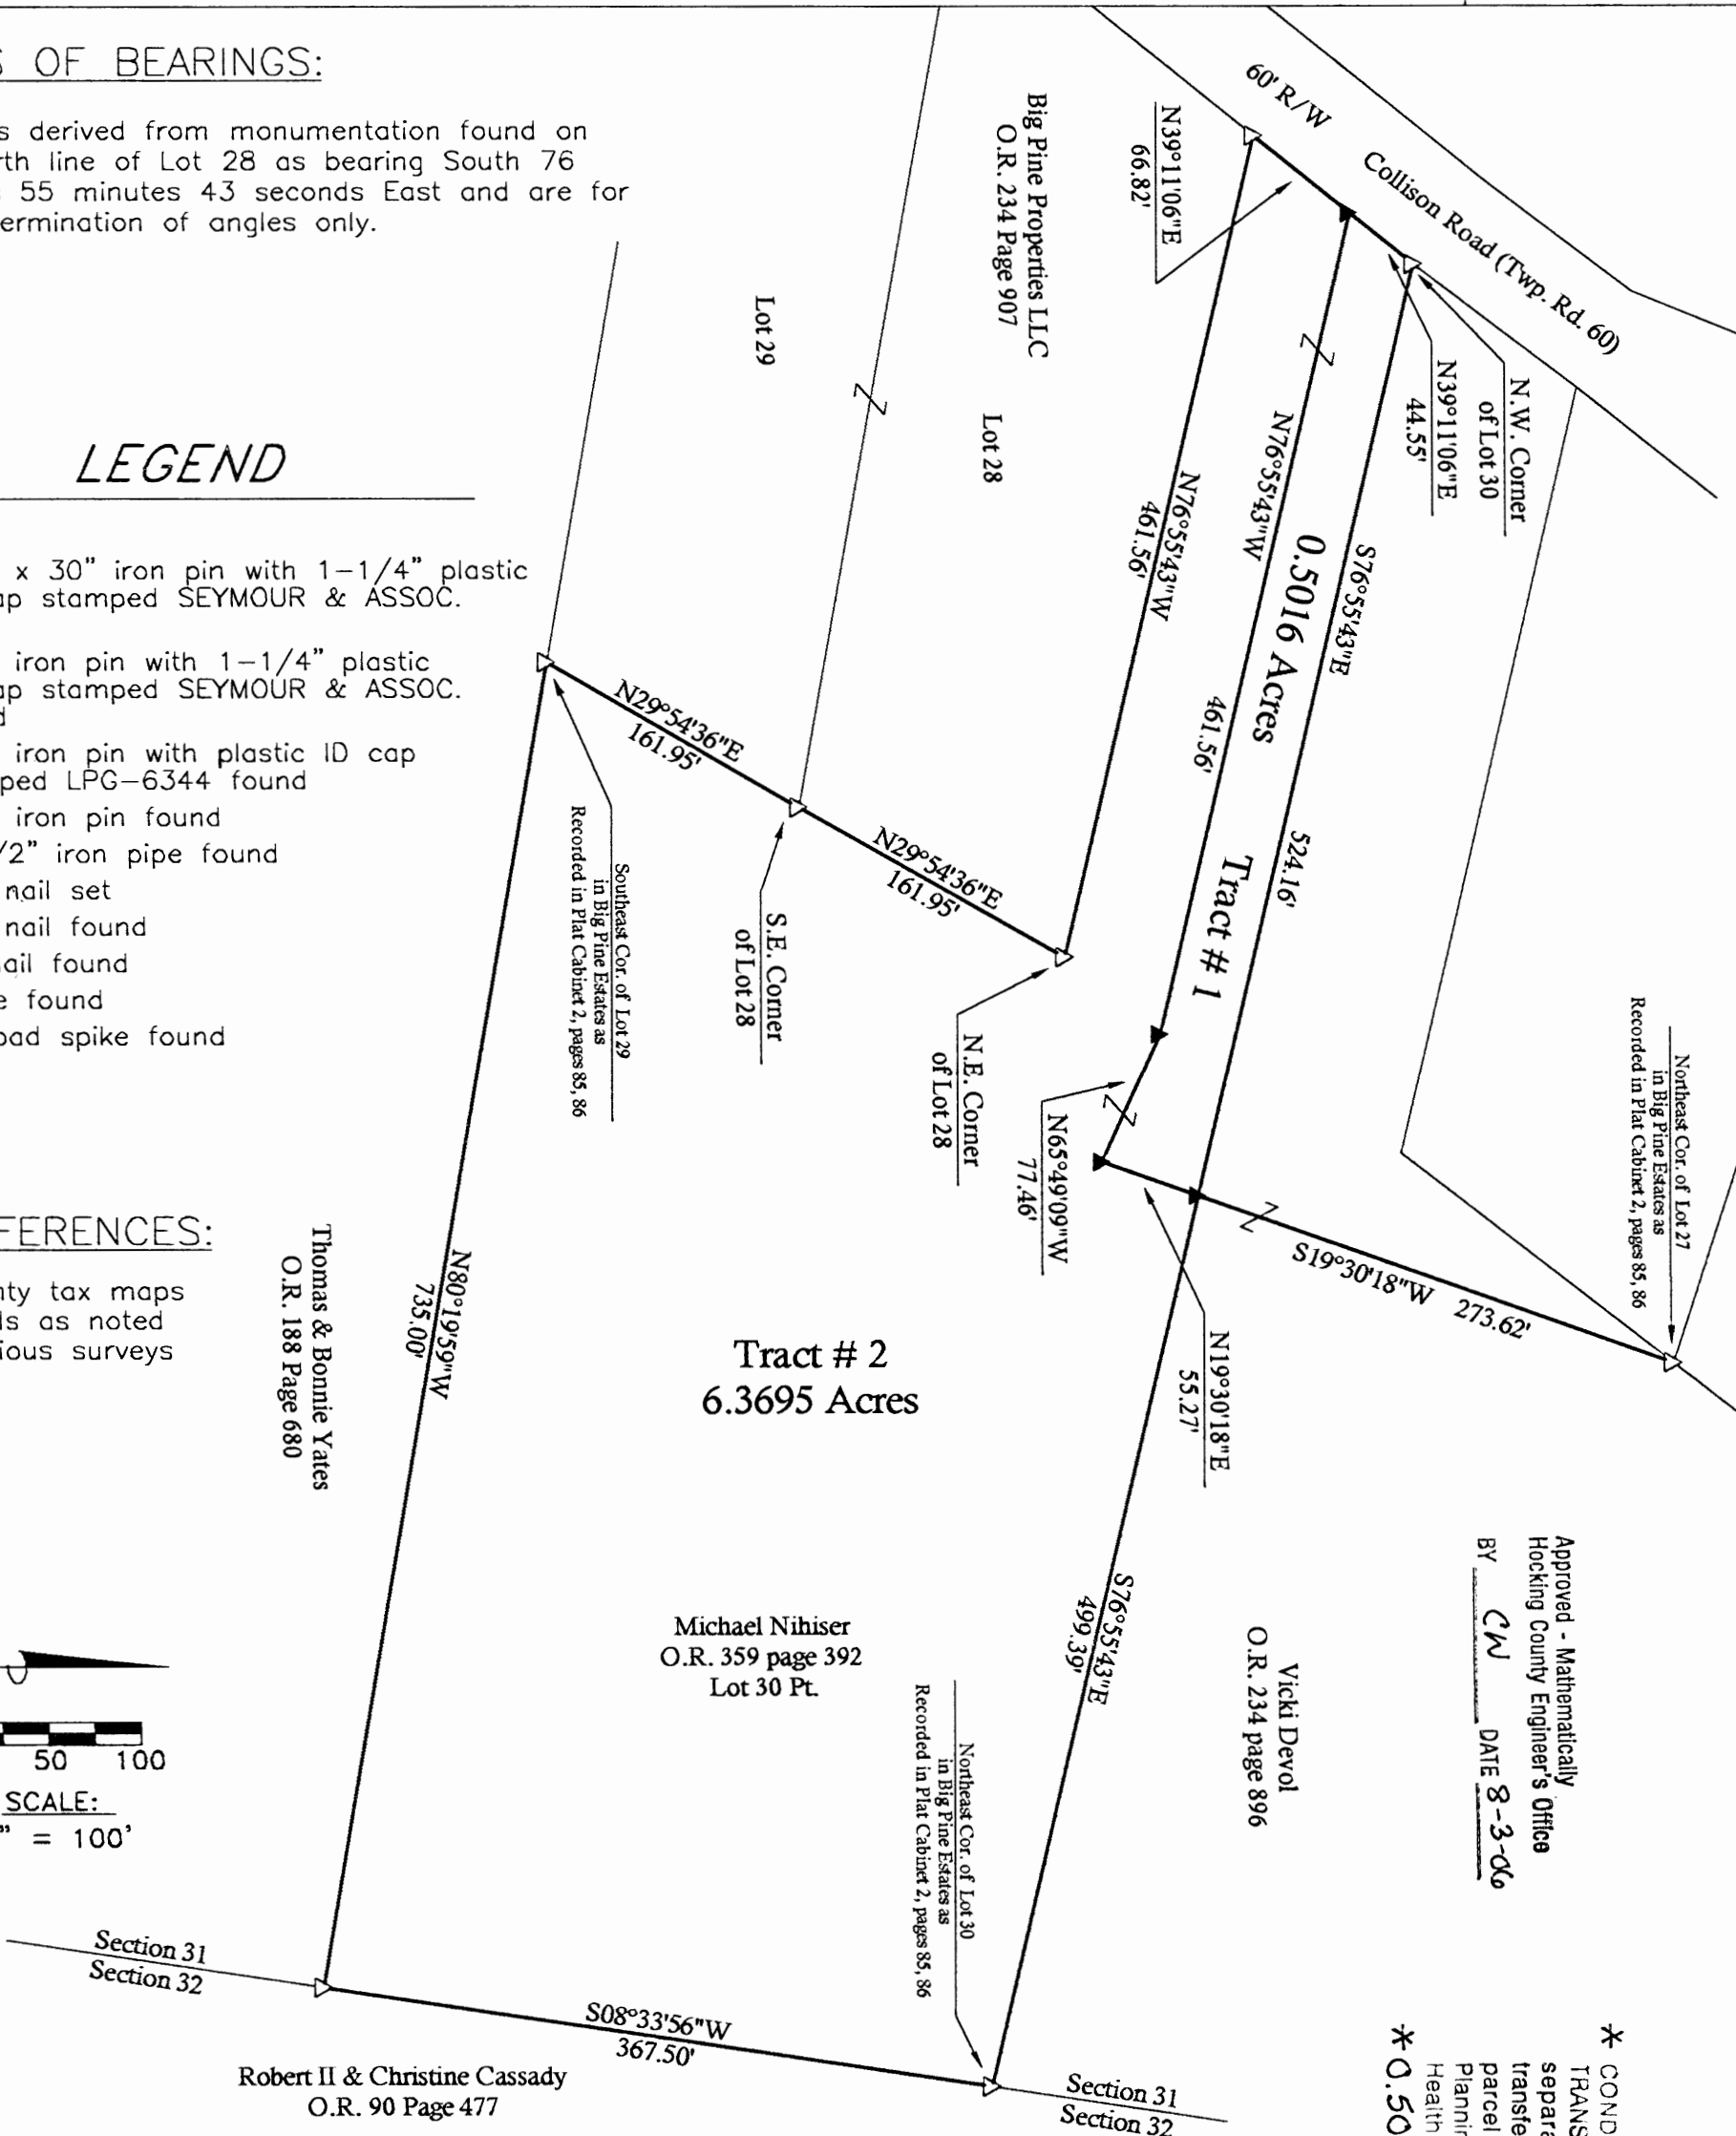 OF BEARINGS:
derived from monumentation found on
line of Lot 28 as bearing South 76
55 minutes 43 seconds East and are for
of angles only.
LEGEND
x 30" iron pin with 1-1/4" plastic
stamped SEYMOUR & ASSOC.
iron pin with 1-1/4" plastic
stamped SEYMOUR & ASSOC.
iron pin with plastic ID cap
LPG-6344 found
iron pin found
iron pipe found
nail set
nail found
found
found
spike found
tax maps
as noted
surveys
50 100
SCALE:
= 100'
60' R/W
Collison Road (Twp. Rd. 60)
N39°11'06"E
66.82'
Big Pine Properties LLC
O.R. 234 Page 907
Lot 29
Lot 28
N.W. Corner
of Lot 30
N39°11'06"E
44.55'
N76°55'43"W
461.56'
N76°55'43"W
461.56'
0.5016 Acres
Tract # 1
S76°55'43"E
524.16'
N29°54'36"E
161.95'
N29°54'36"E
161.95'
Southeast Cor. of Lot 29
in Big Pine Estates as
Recorded in Plat Cabinet 2, pages 85, 86
S.E. Corner
of Lot 28
N.E. Corner
of Lot 28
N65°49'09"W
77.46'
Northeast Cor. of Lot 27
in Big Pine Estates as
Recorded in Plat Cabinet 2, pages 85, 86
S19°30'18"W 273.62'
N19°30'18"E
55.27'
Thomas & Bonnie Yates
O.R. 188 Page 680
N80°19'59"W
735.00'
Tract # 2
6.3695 Acres
Michael Nihiser
O.R. 359 page 392
Lot 30 Pt.
S76°55'43"E
499.39'
Vicki Devol
O.R. 234 page 896
Approved - Mathematically
Hocking County Engineer's Office
BY CW DATE 8-3-06
Northeast Cor. of Lot 30
in Big Pine Estates as
Recorded in Plat Cabinet 2, pages 85, 86
Section 31
Section 32
S08°33'56"W
367.50'
Robert II & Christine Cassady
O.R. 90 Page 477
Section 31
Section 32
*
parcel
Health
*0.50